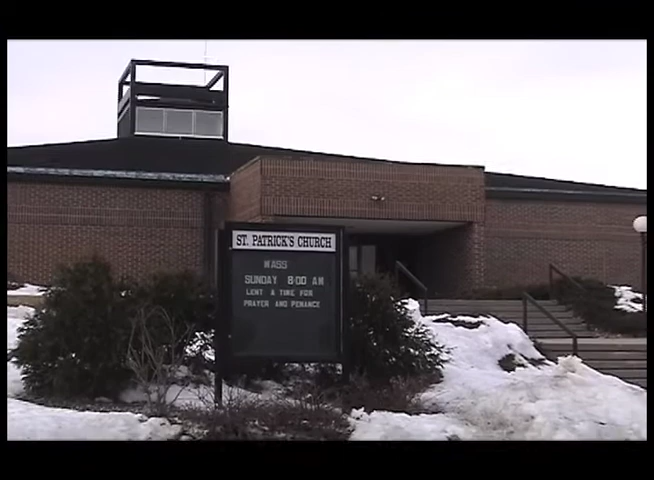 ST. PATRICK'S CHURCH
MASS
SUNDAY 8:00 AM
LENT A TIME FOR
PRAYER AND PENANCE